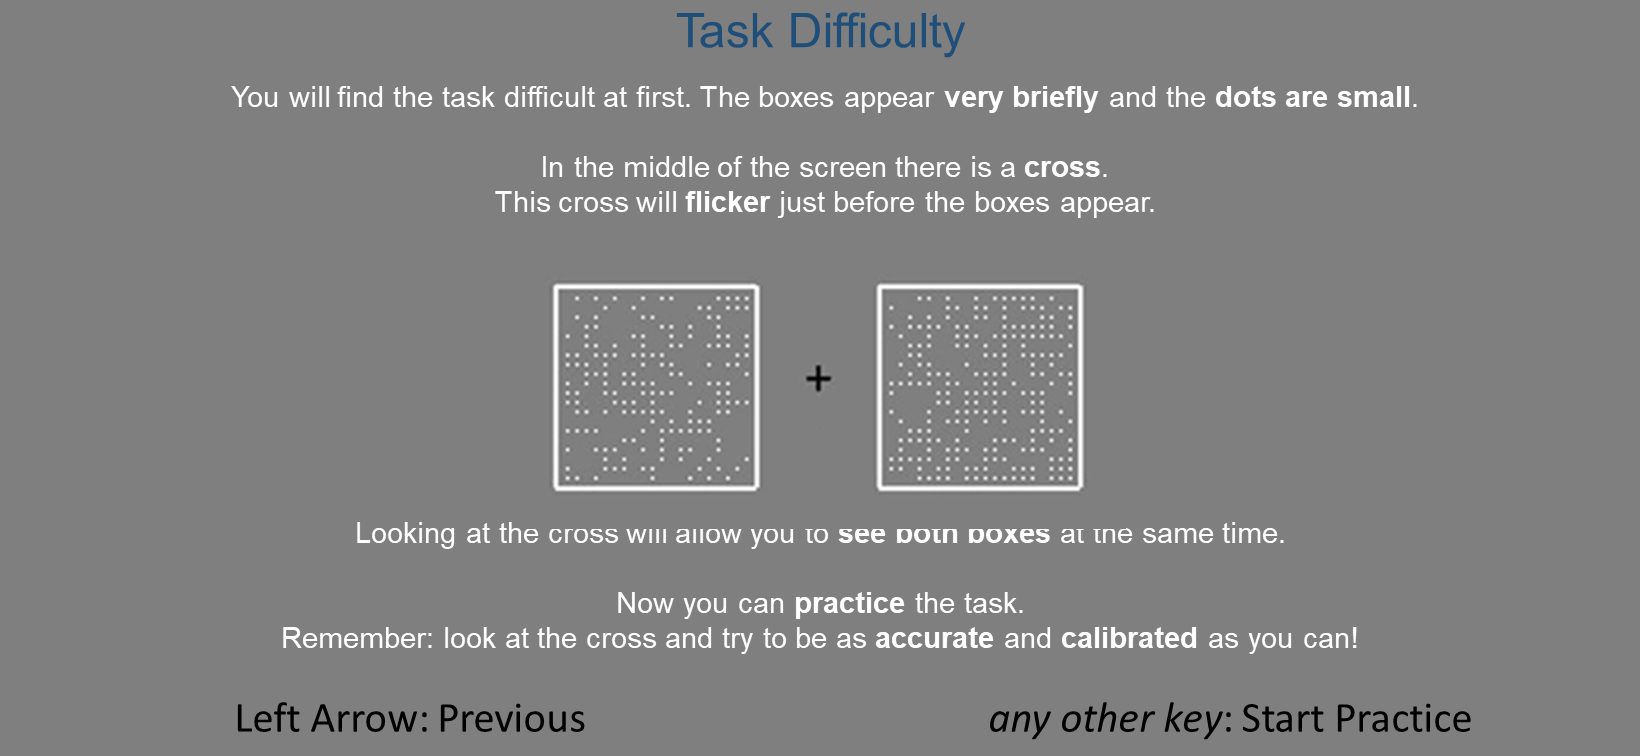 Task Difficulty
You will find the task difficult at first. The boxes appear very briefly and the dots are small.
In the middle of the screen there is a cross.
This cross will flicker just before the boxes appear.
Looking at the cross will allow you to see both boxes at the same time.
Now you can practice the task.
Remember: look at the cross and try to be as accurate and calibrated as you can!
Left Arrow: Previous
any other key: Start Practice